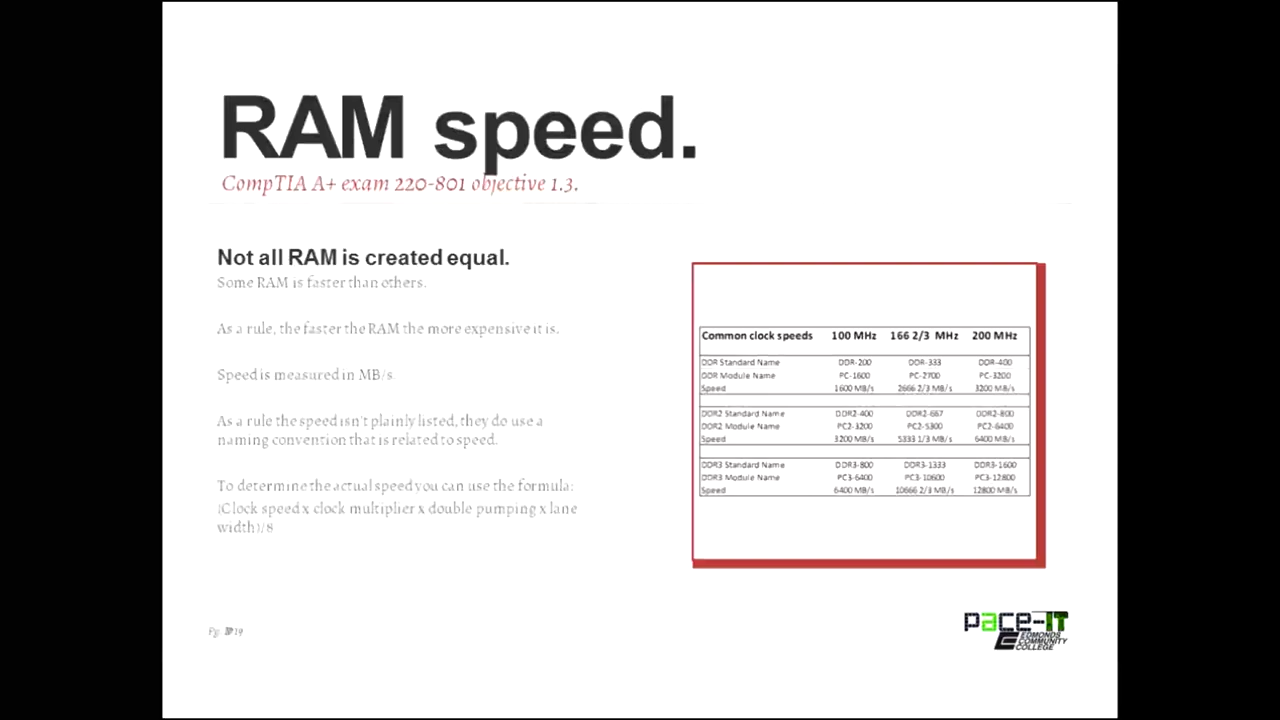 RAM speed.
CompTIA A+ exam 220-801 objective 1.3.
Not all RAM is created equal.
Some RAM is faster than others.
As a rule, the faster the RAM the more expensive it is.
Speed is measured in MB/s.
As a rule the speed isn't plainly listed, they do use a
naming convention that is related to speed.
To determine the actual speed you can use the formula:
(Clock speed x clock multiplier x double pumping x lane
width)/8
Common clock speeds 100 MHz 166 2/3 MHz 200 MHz
DDR Standard Name DDR-200 DDR-333 DDR-400
DDR Module Name PC-1600 PC-2700 PC-3200
Speed 1600 MB/s 2666 2/3 MB/s 3200 MB/s
DDR2 Standard Name DDR2-400 DDR2-667 DDR2-800
DDR2 Module Name PC2-3200 PC2-5300 PC2-6400
Speed 3200 MB/s 5333 1/3 MB/s 6400 MB/s
DDR3 Standard Name DDR3-800 DDR3-1333 DDR3-1600
DDR3 Module Name PC3-6400 PC3-10600 PC3-12800
Speed 6400 MB/s 10666 2/3 MB/s 12800 MB/s
Pg.
pace-IT
EDMONDS
COMMUNITY
COLLEGE